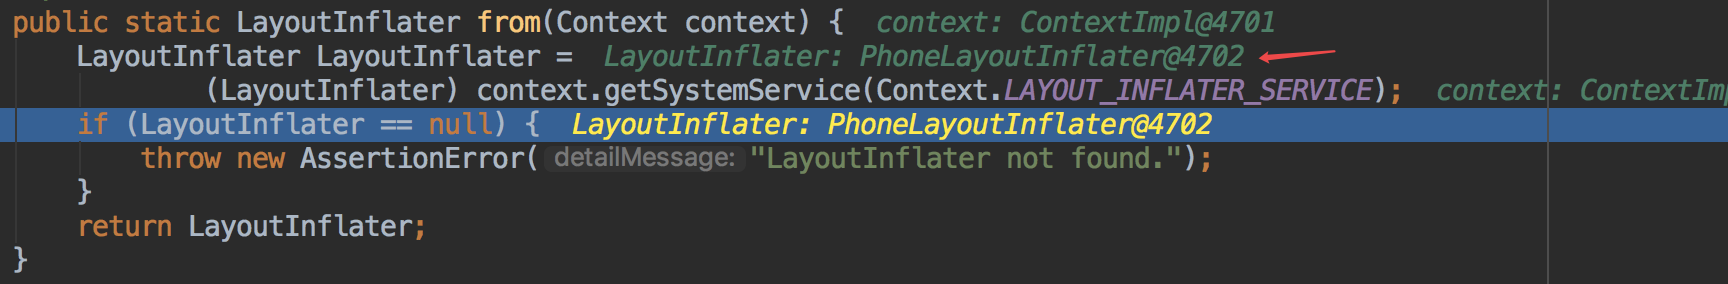 public static LayoutInflater from(Context context) {  context: ContextImpl@4701
LayoutInflater LayoutInflater =  LayoutInflater: PhoneLayoutInflater@4702
(LayoutInflater) context.getSystemService(Context.LAYOUT_INFLATER_SERVICE);  context: ContextIm
if (LayoutInflater == null) {  LayoutInflater: PhoneLayoutInflater@4702
throw new AssertionError( detailMessage: "LayoutInflater not found.");
}
return LayoutInflater;
}